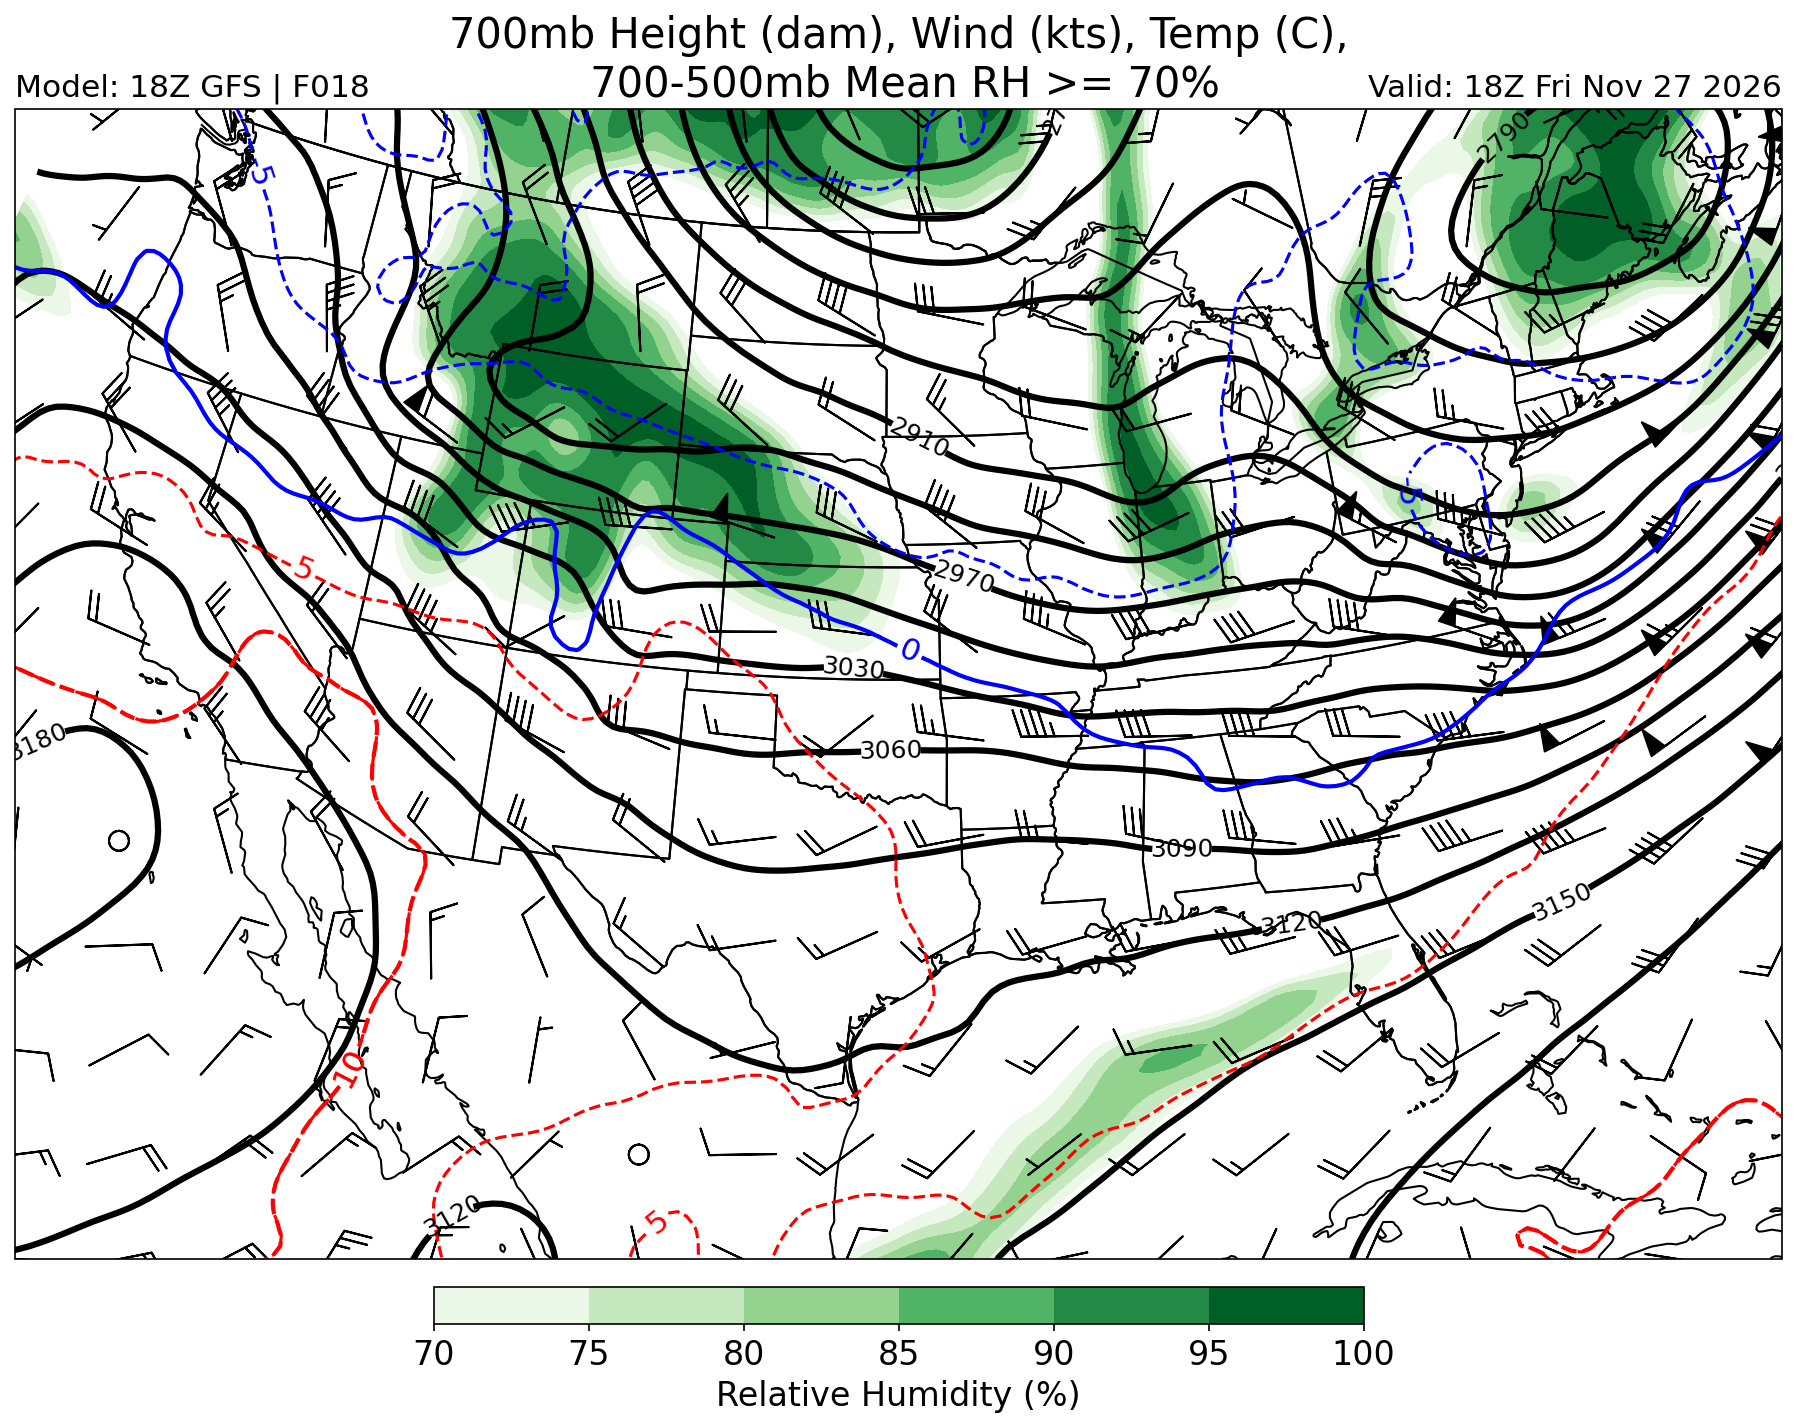 700mb Height (dam), Wind (kts), Temp (C),
700-500mb Mean RH >= 70%
Model: 18Z GFS | F018
Valid: 18Z Fri Nov 27 2026
2790
5
2910
5
5
2970
0
3030
3180
3060
3090
3150
3120
10
3120
5
70 75 80 85 90 95 100
Relative Humidity (%)